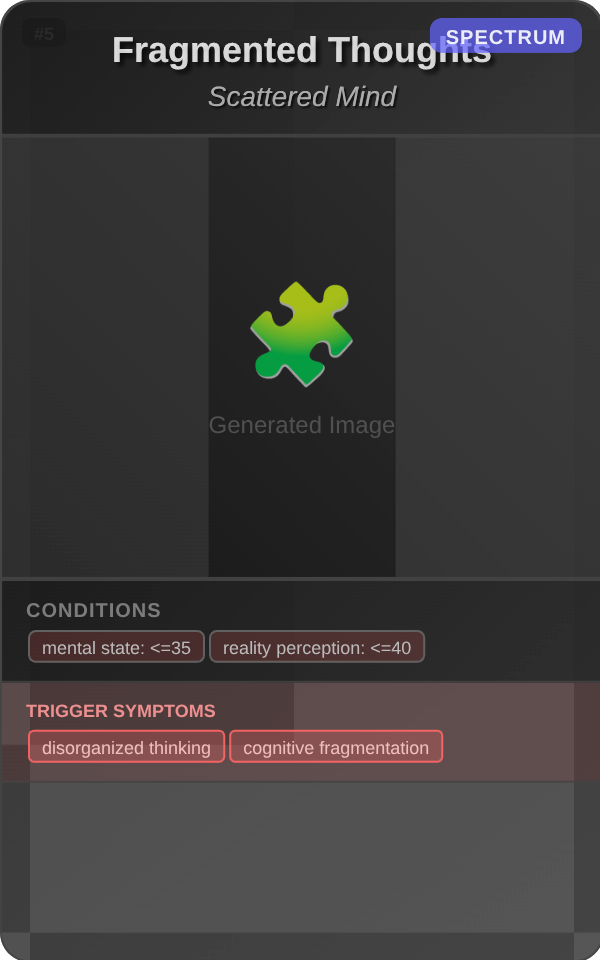 #5
SPECTRUM
Fragmented Thoughts
Scattered Mind
Generated Image
CONDITIONS
mental state: <=35 reality perception: <=40
TRIGGER SYMPTOMS
disorganized thinking cognitive fragmentation